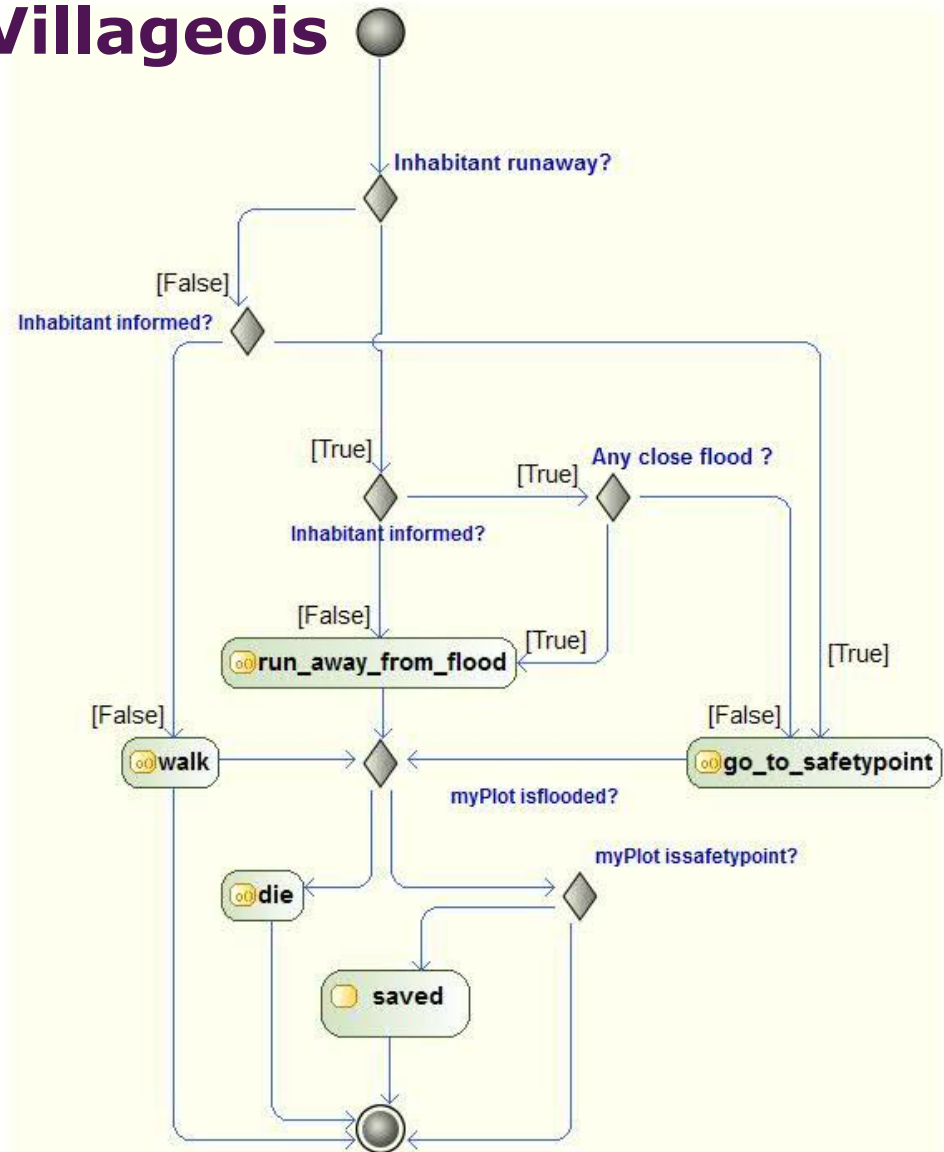 Villageois
Inhabitant runaway?
[False]
Inhabitant informed?
[True]
[True]
Any close flood ?
Inhabitant informed?
[False]
[True]
run_away_from_flood
[True]
[False]
[False]
walk
go_to_safetypoint
myPlot isflooded?
myPlot issafetypoint?
die
saved